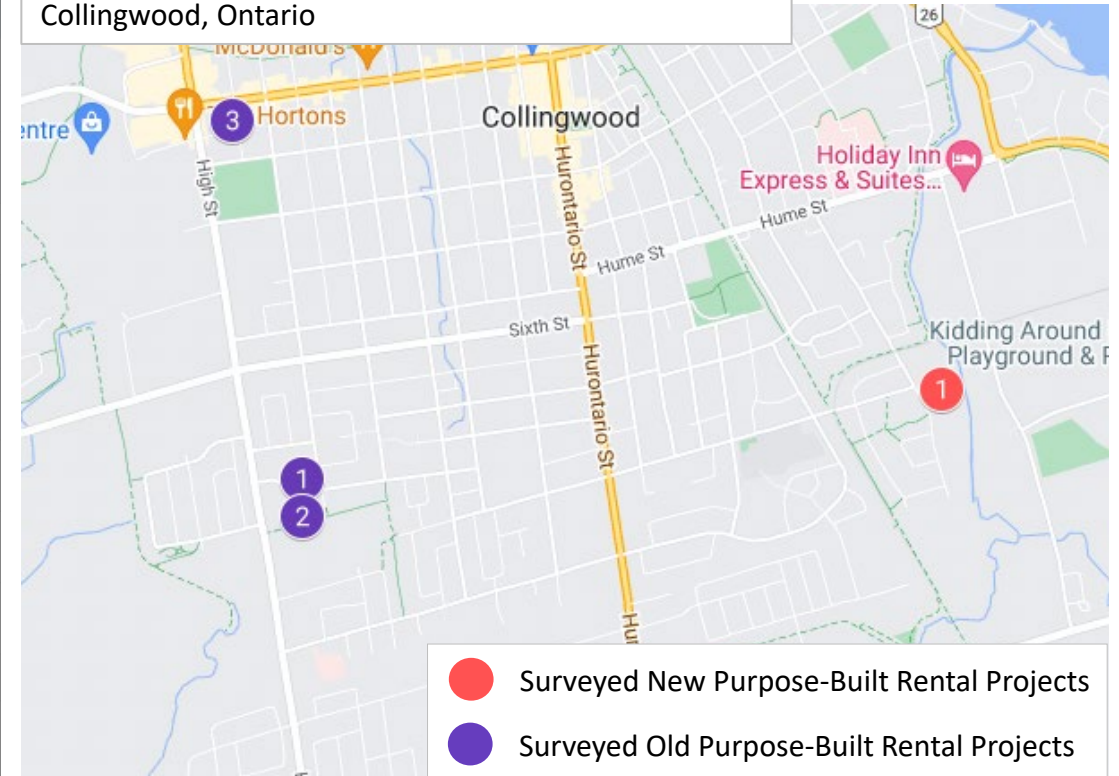 Collingwood, Ontario
26
McDonald's
entre
3
Hortons
Collingwood
Holiday Inn
Express & Suites...
High St
Hurontario St
Hume St
Hume St
Sixth St
Kidding Around
Playground &
Hurontario St
1
1
2
Hur
Surveyed New Purpose-Built Rental Projects
Surveyed Old Purpose-Built Rental Projects